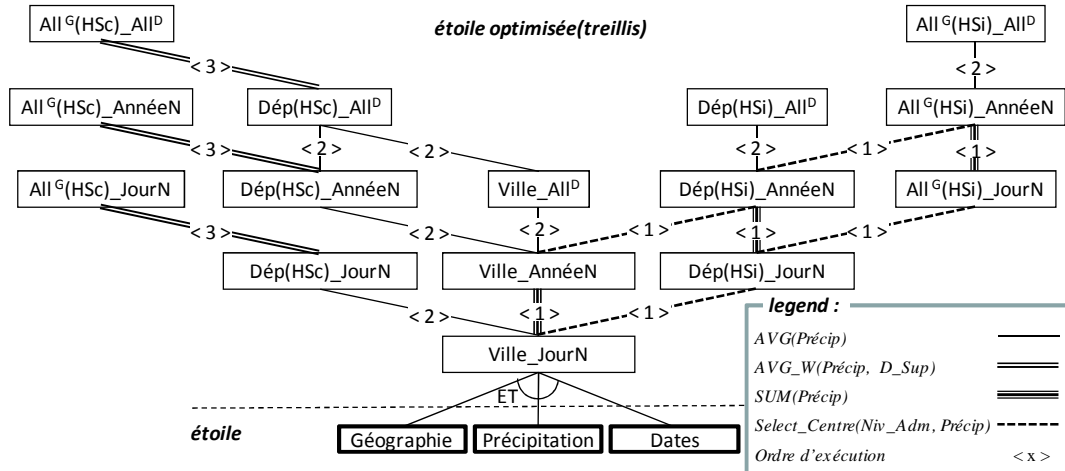 étoile optimisée(treillis)
All G(HSc)_All D
All G(HSi)_All D
< 3 >
< 2 >
All G(HSc)_AnnéeN
Dép(HSc)_All D
Dép(HSi)_All D
All G(HSi)_AnnéeN
< 3 >
< 2 >
< 2 >
< 2 >
< 1 >
< 1 >
All G(HSc)_JourN
Dép(HSc)_AnnéeN
Ville_All D
Dép(HSi)_AnnéeN
All G(HSi)_JourN
< 3 >
< 2 >
< 2 >
< 1 >
< 1 >
< 1 >
Dép(HSc)_JourN
Ville_AnnéeN
Dép(HSi)_JourN
< 2 >
< 1 >
< 1 >
Ville_JourN
ET
étoile
Géographie
Précipitation
Dates
legend :
AVG(Précip)
AVG_W(Précip, D_Sup)
SUM(Précip)
Select_Centre(Niv_Adm, Précip)
Ordre d'exécution < x >